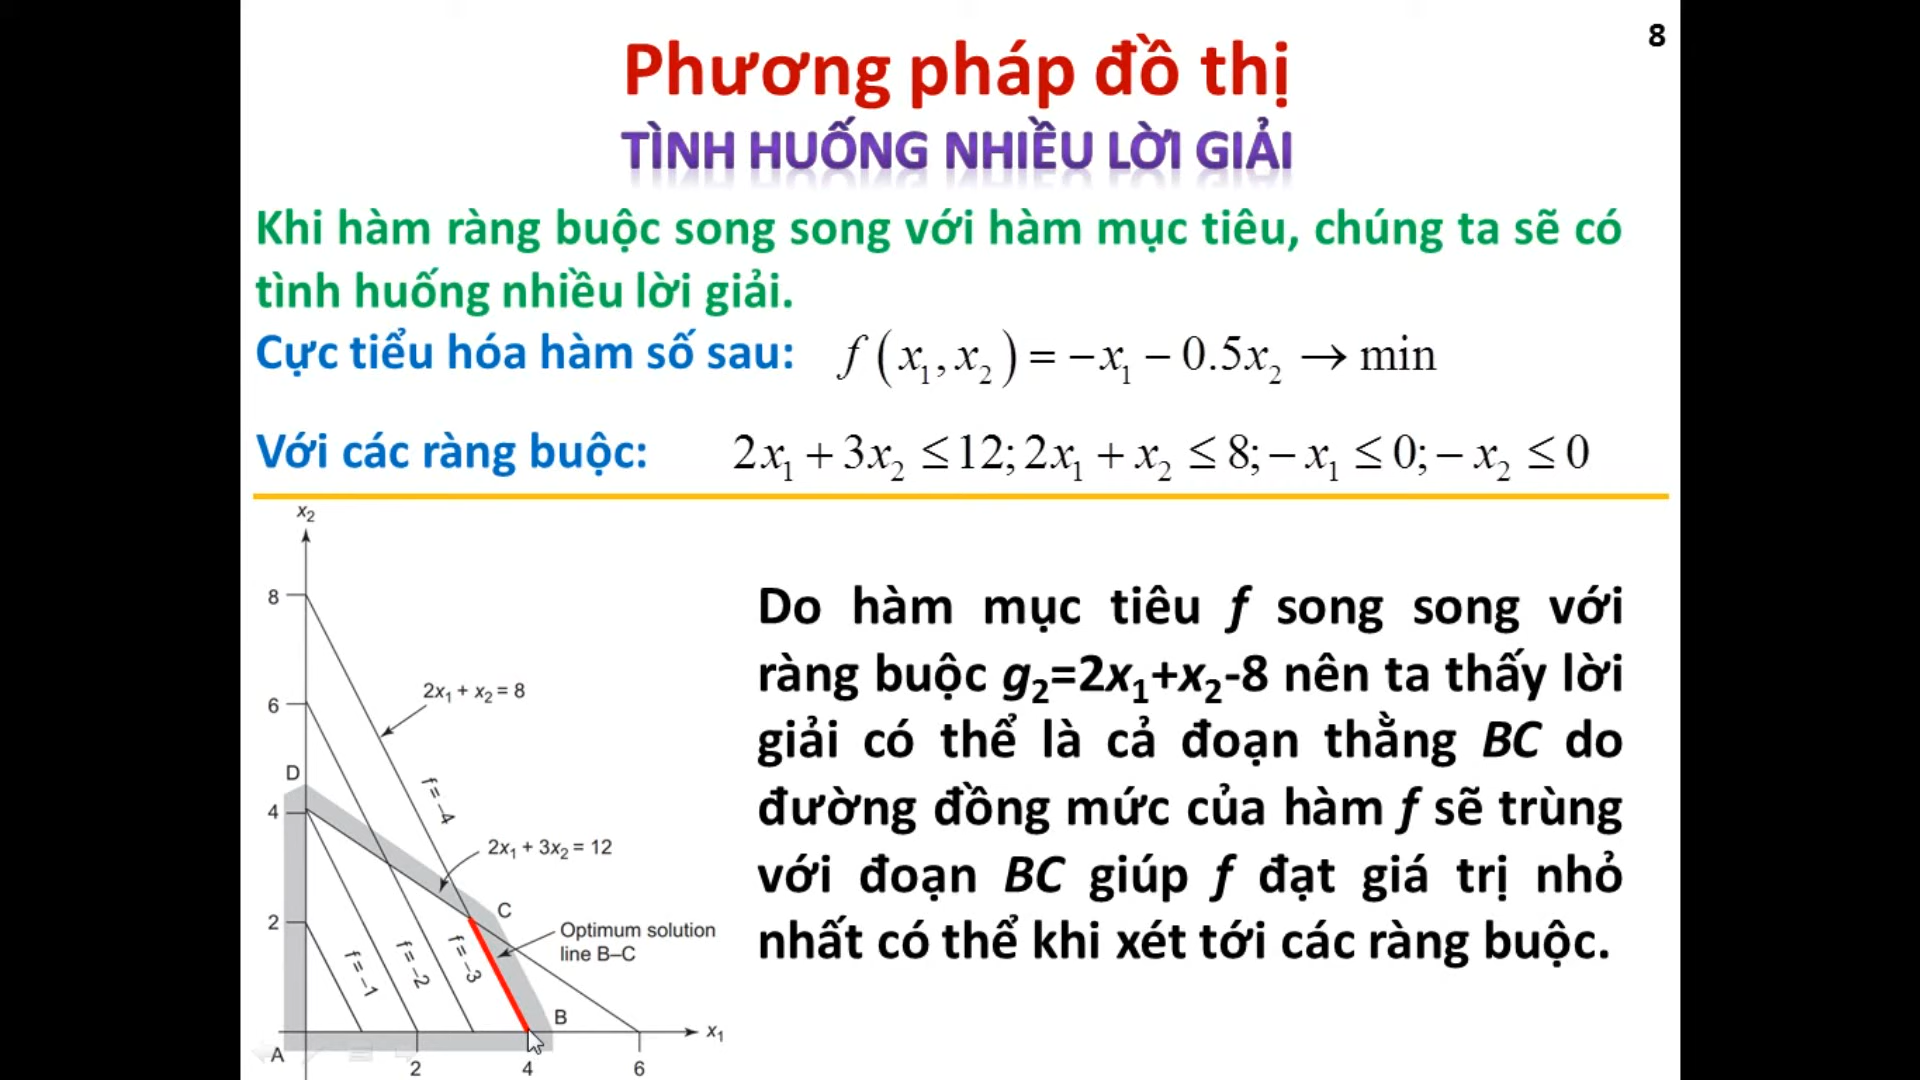 8
Phương pháp đồ thị
TÌNH HUỐNG NHIỀU LỜI GIẢI
Khi hàm ràng buộc song song với hàm mục tiêu, chúng ta sẽ có
tình huống nhiều lời giải.
Cực tiểu hóa hàm số sau: f(x₁, x₂) = −x₁ − 0.5x₂ → min
Với các ràng buộc: 2x₁ + 3x₂ ≤ 12; 2x₁ + x₂ ≤ 8; − x₁ ≤ 0; − x₂ ≤ 0
x₂
8
2x₁ + x₂ = 8
6
D
f = –4
4
2x₁ + 3x₂ = 12
C
2
Optimum solution
line B–C
f = –1
f = –2
f = –3
B
x₁
A
2
4
6
Do hàm mục tiêu f song song với
ràng buộc g₂=2x₁+x₂-8 nên ta thấy lời
giải có thể là cả đoạn thằng BC do
đường đồng mức của hàm f sẽ trùng
với đoạn BC giúp f đạt giá trị nhỏ
nhất có thể khi xét tới các ràng buộc.